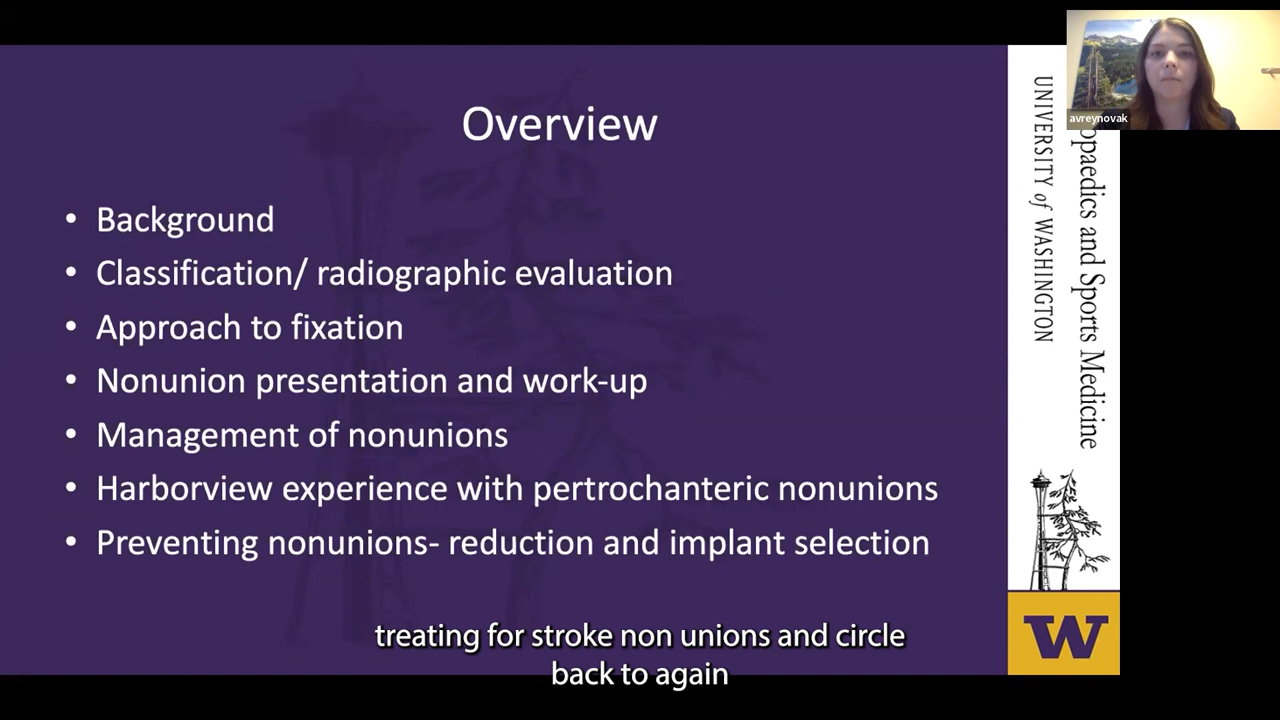 Overview
• Background
• Classification/ radiographic evaluation
• Approach to fixation
• Nonunion presentation and work-up
• Management of nonunions
• Harborview experience with pertrochanteric nonunions
• Preventing nonunions- reduction and implant selection
treating for stroke non unions and circle
back to again
avreynovak
and Sports Medicine
UNIVERSITY of WASHINGTON
W